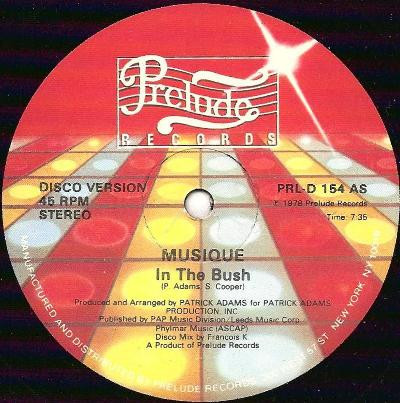 Prelude
RECORDS
DISCO VERSION
45 RPM
STEREO
PRL-D 154 AS
℗ 1978 Prelude Records
Time: 7:35
MUSIQUE
In The Bush
(P. Adams, S. Cooper)
Produced and Arranged by PATRICK ADAMS for PATRICK ADAMS
PRODUCTION, INC
Published by PAP Music Division/Leeds Music Corp
Phylmar Music (ASCAP)
Disco Mix by François K
A Product of Prelude Records
MANUFACTURED AND DISTRIBUTED BY PRELUDE RECORDS, WEST 57 ST NEW YORK, NY